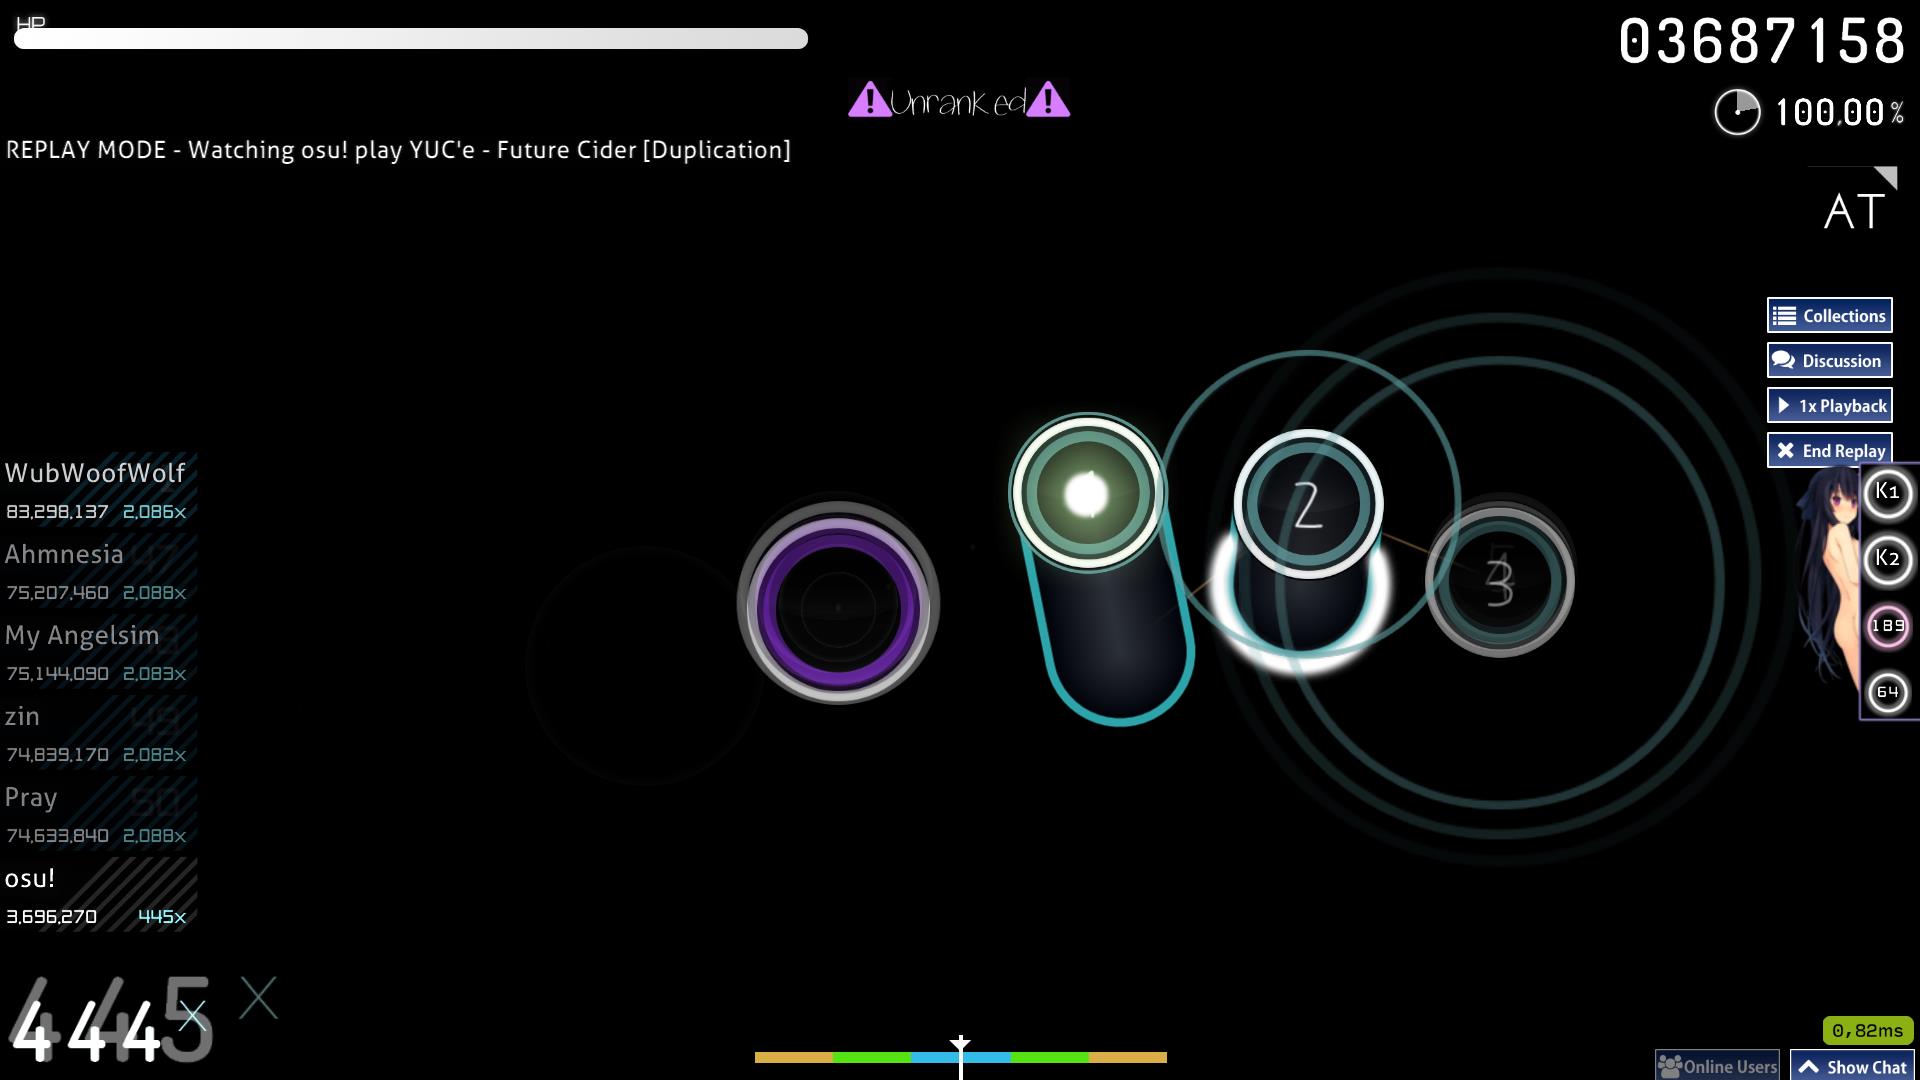 HP
03687158
Unranked
100.00%
REPLAY MODE - Watching osu! play YUC'e - Future Cider [Duplication]
AT
Collections
Discussion
1x Playback
End Replay
WubWoofWolf
83,298,137 2,086x
Ahmnesia
75,207,460 2,088x
My Angelsim
75,144,090 2,083x
zin
74,839,170 2,082x
Pray
74,633,840 2,088x
osu!
3,696,270 445x
2
3
K1
K2
189
64
444x
445x
0,82ms
Online Users
Show Chat